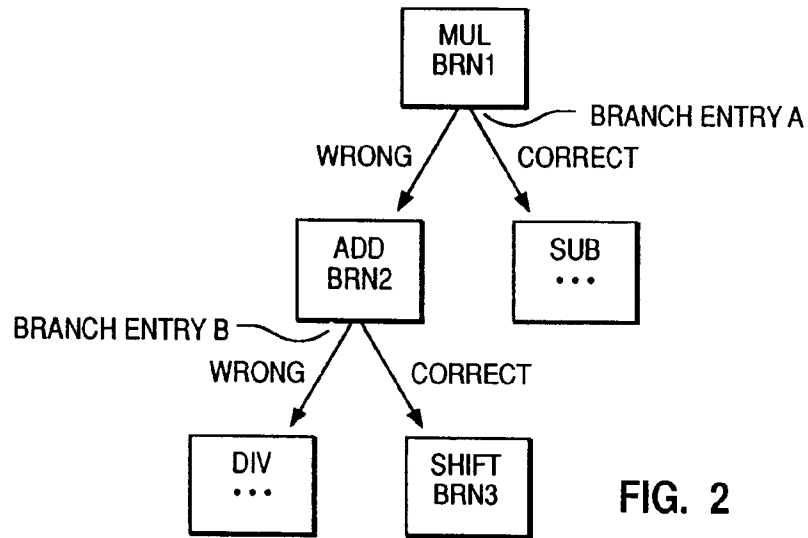 MUL
BRN1
BRANCH ENTRY A
WRONG
CORRECT
ADD
BRN2
SUB
•••
BRANCH ENTRY B
WRONG
CORRECT
DIV
•••
SHIFT
BRN3
FIG. 2